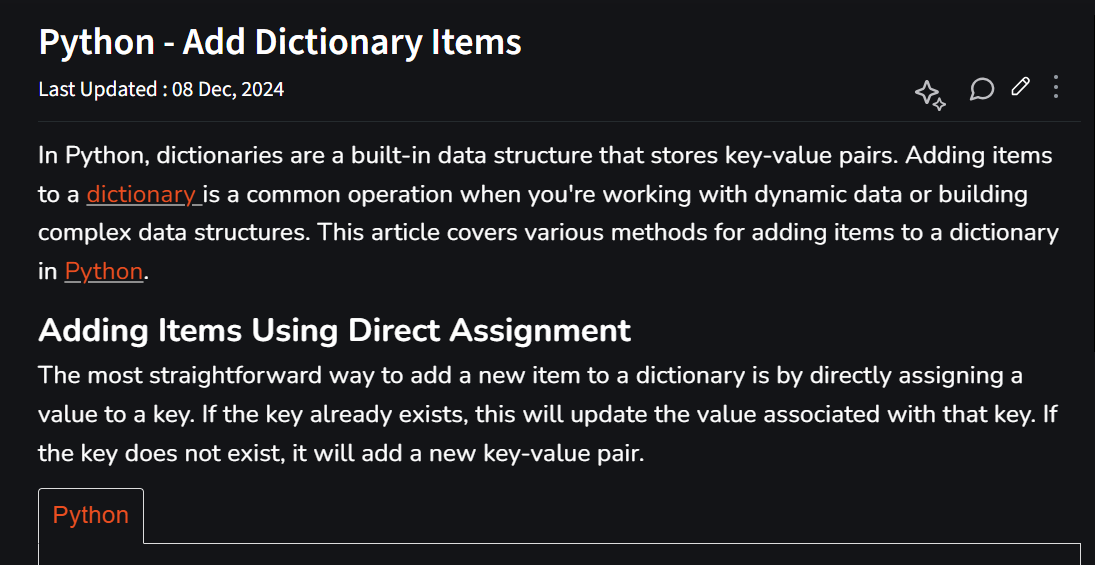 Python - Add Dictionary Items
Last Updated : 08 Dec, 2024
In Python, dictionaries are a built-in data structure that stores key-value pairs. Adding items
to a dictionary is a common operation when you're working with dynamic data or building
complex data structures. This article covers various methods for adding items to a dictionary
in Python.
Adding Items Using Direct Assignment
The most straightforward way to add a new item to a dictionary is by directly assigning a
value to a key. If the key already exists, this will update the value associated with that key. If
the key does not exist, it will add a new key-value pair.
Python